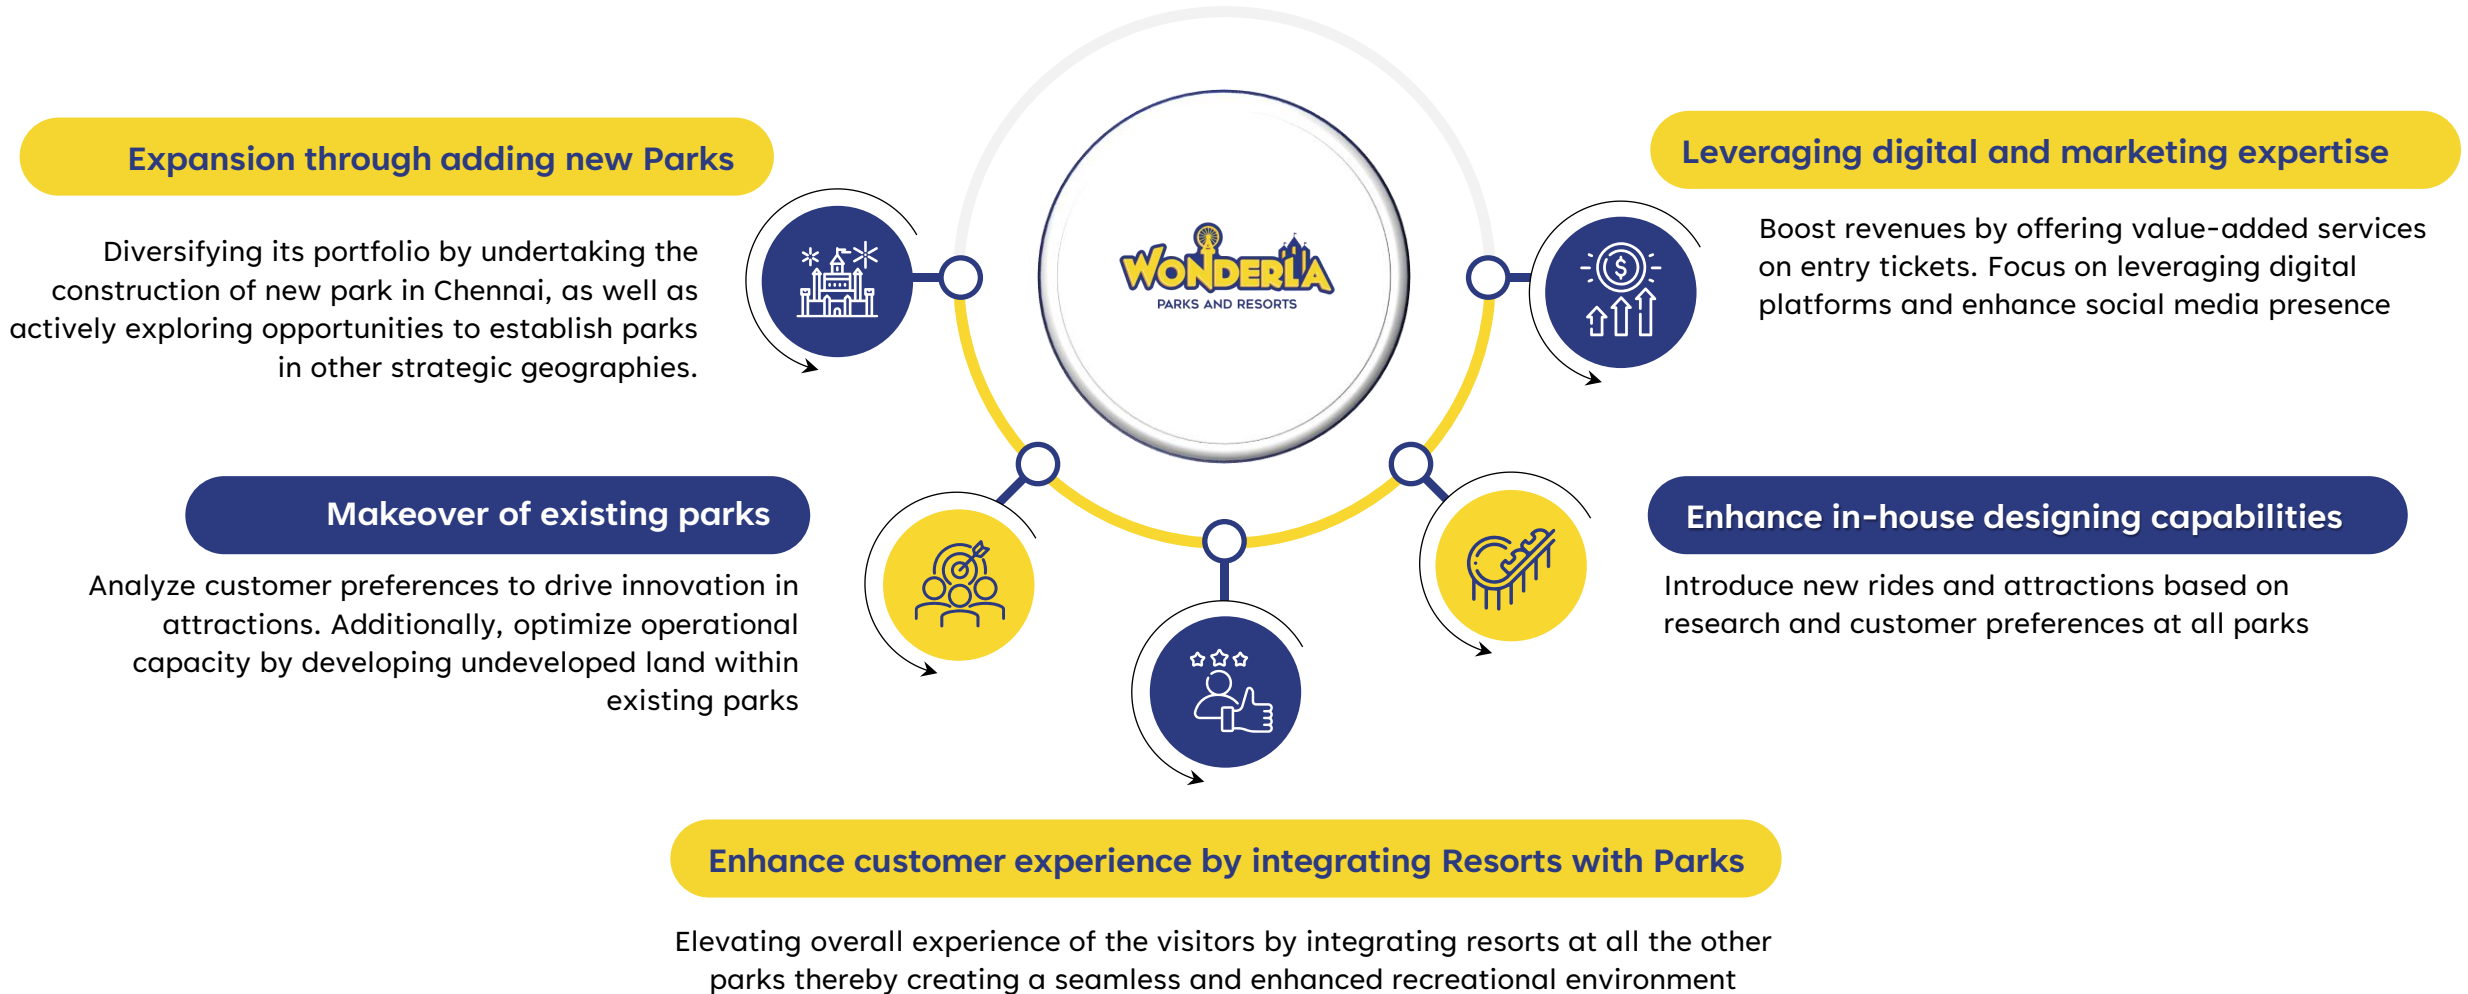 Expansion through adding new Parks
Diversifying its portfolio by undertaking the
construction of new park in Chennai, as well as
actively exploring opportunities to establish parks
in other strategic geographies.
Makeover of existing parks
Analyze customer preferences to drive innovation in
attractions. Additionally, optimize operational
capacity by developing undeveloped land within
existing parks
WONDERLA
PARKS AND RESORTS
$
Leveraging digital and marketing expertise
Boost revenues by offering value-added services
on entry tickets. Focus on leveraging digital
platforms and enhance social media presence
Enhance in-house designing capabilities
Introduce new rides and attractions based on
research and customer preferences at all parks
Enhance customer experience by integrating Resorts with Parks
Elevating overall experience of the visitors by integrating resorts at all the other
parks thereby creating a seamless and enhanced recreational environment